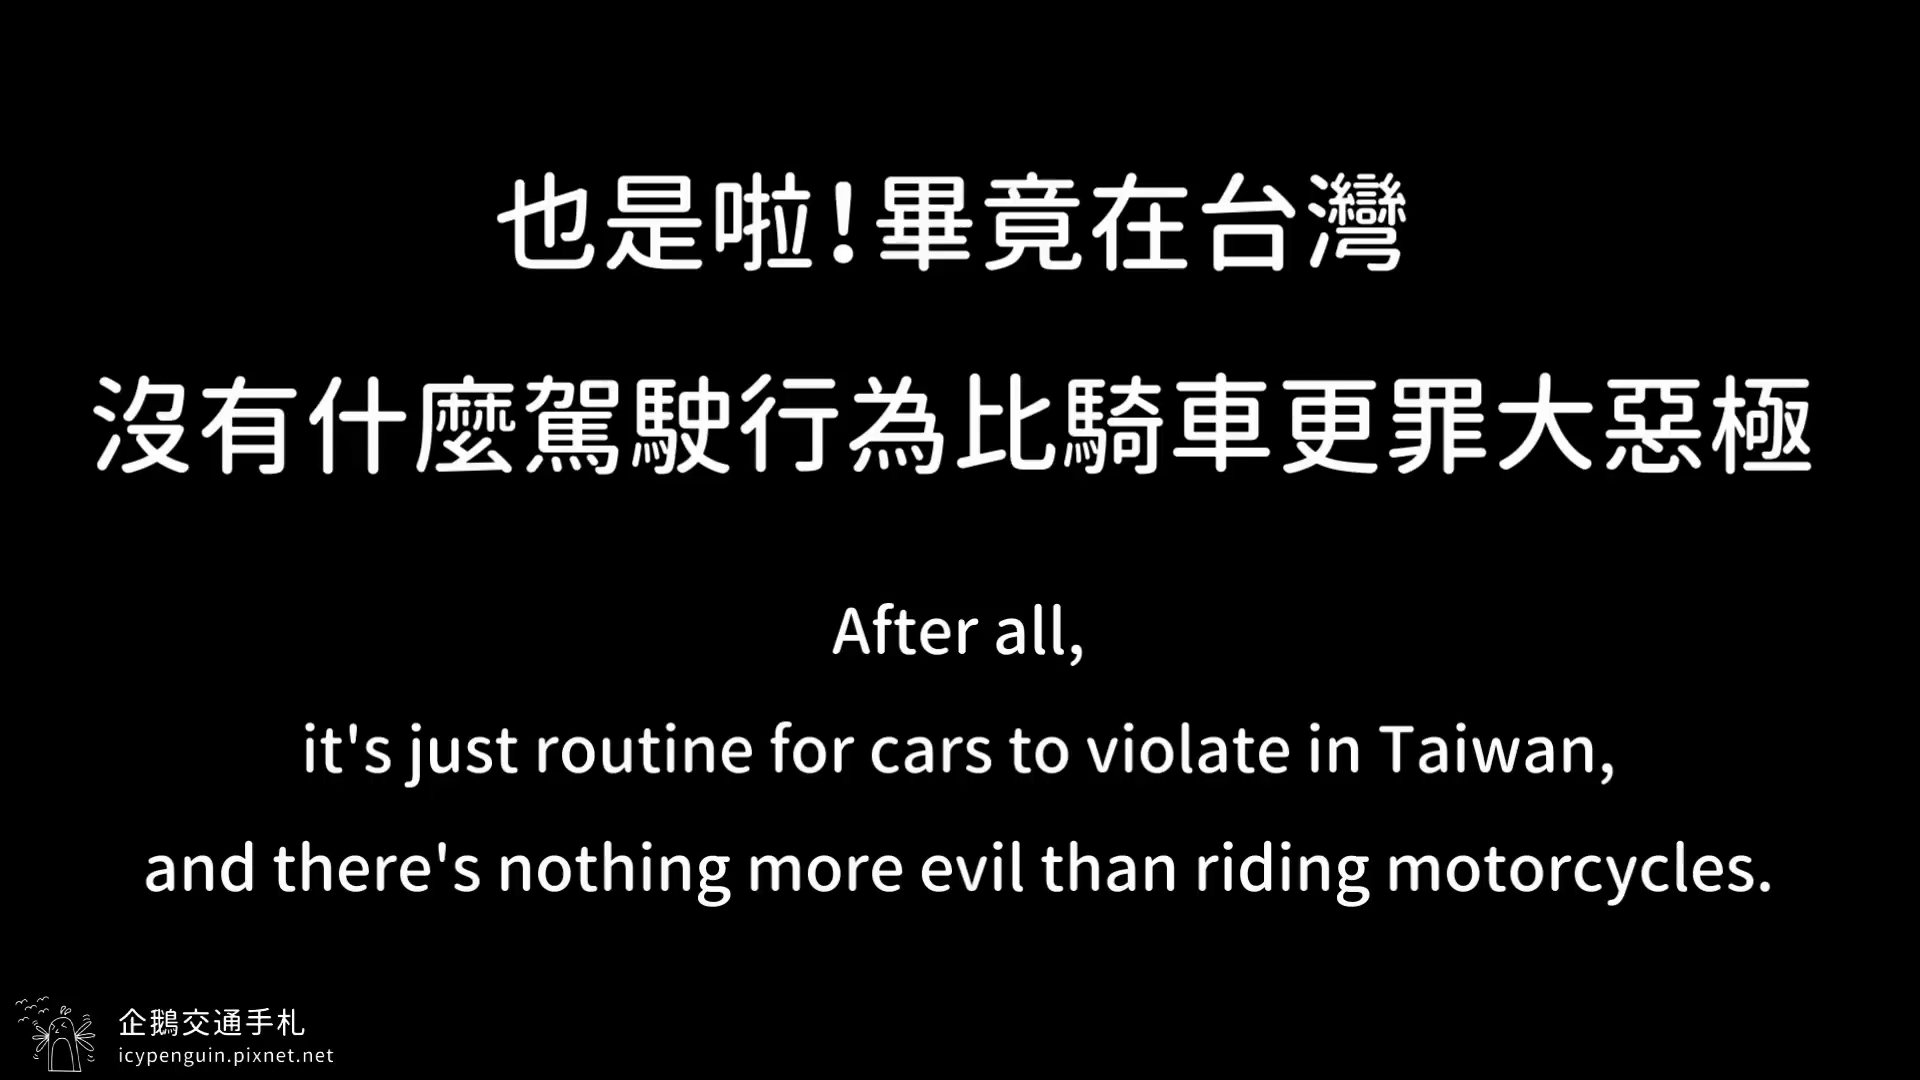 也是啦!畢竟在台灣
沒有什麼駕駛行為比騎車更罪大惡極
After all,
it's just routine for cars to violate in Taiwan,
and there's nothing more evil than riding motorcycles.
企鵝交通手札
icypenguin.pixnet.net